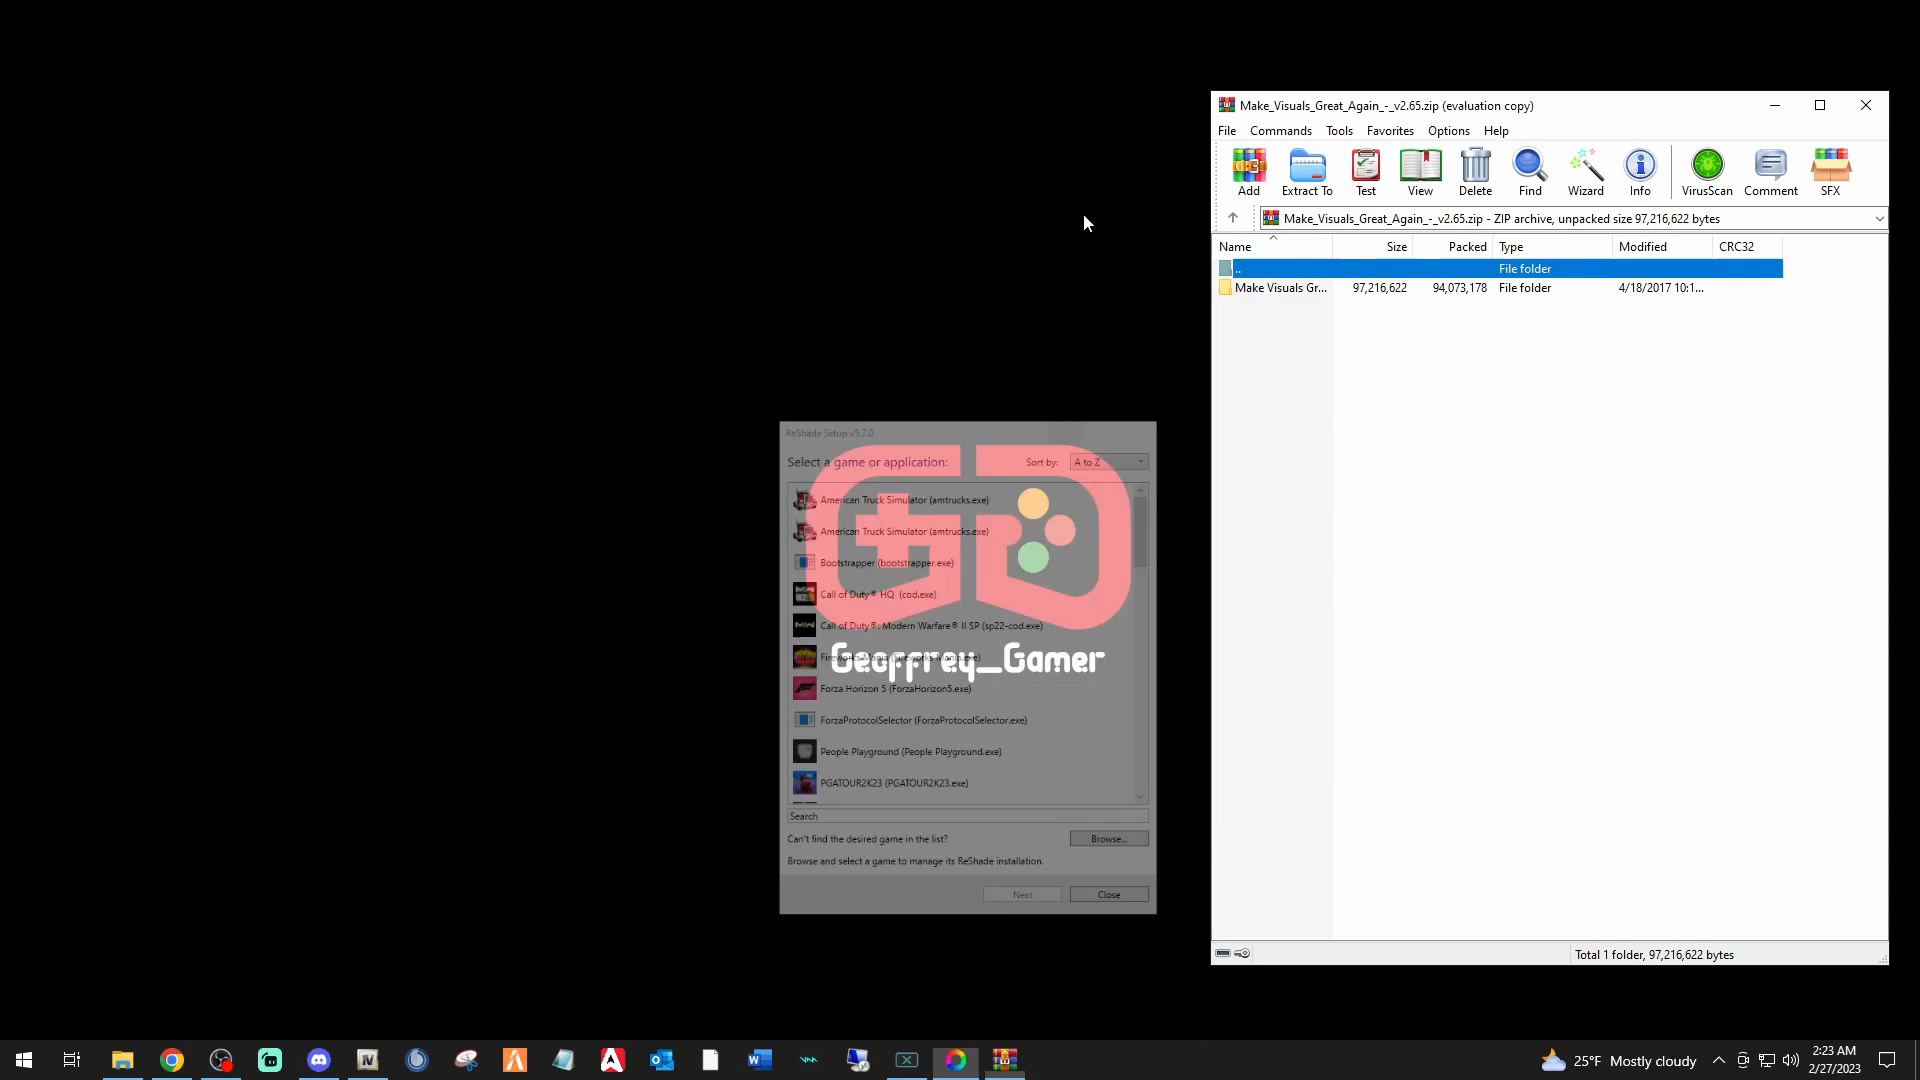 Make_Visuals_Great_Again_-_v2.65.zip (evaluation copy)
File Commands Tools Favorites Options Help
Add Extract To Test View Delete Find Wizard Info VirusScan Comment SFX
Make_Visuals_Great_Again_-_v2.65.zip - ZIP archive, unpacked size 97,216,622 bytes
Name Size Packed Type Modified CRC32
.. File folder
Make Visuals Gr... 97,216,622 94,073,178 File folder 4/18/2017 10:1...
Total 1 folder, 97,216,622 bytes
ReShade Setup v5.7.0
Select a game or application: Sort by: A to Z
American Truck Simulator (amtrucks.exe)
American Truck Simulator (amtrucks.exe)
Bootstrapper (bootstrapper.exe)
Call of Duty® HQ (cod.exe)
Call of Duty®: Modern Warfare® II SP (sp22-cod.exe)
Fireworks Mania (Fireworks Mania.exe)
Geoffrey_Gamer
Forza Horizon 5 (ForzaHorizon5.exe)
ForzaProtocolSelector (ForzaProtocolSelector.exe)
People Playground (People Playground.exe)
PGATOUR2K23 (PGATOUR2K23.exe)
Search
Can't find the desired game in the list? Browse...
Browse and select a game to manage its ReShade installation.
Next Close
25°F Mostly cloudy
2:23 AM
2/27/2023